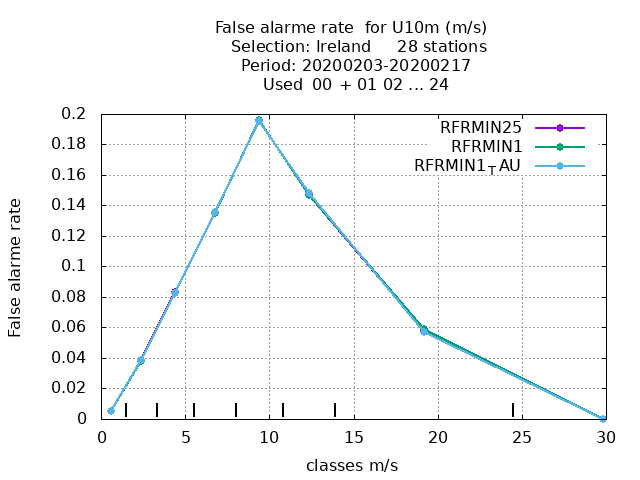 False alarme rate  for U10m (m/s)
Selection: Ireland     28 stations
Period: 20200203-20200217
Used  00 + 01 02 ... 24
RFRMIN25
RFRMIN1
RFRMIN1TAU
0.2
0.18
0.16
0.14
0.12
0.1
0.08
0.06
0.04
0.02
0
False alarme rate
0 5 10 15 20 25 30
classes m/s